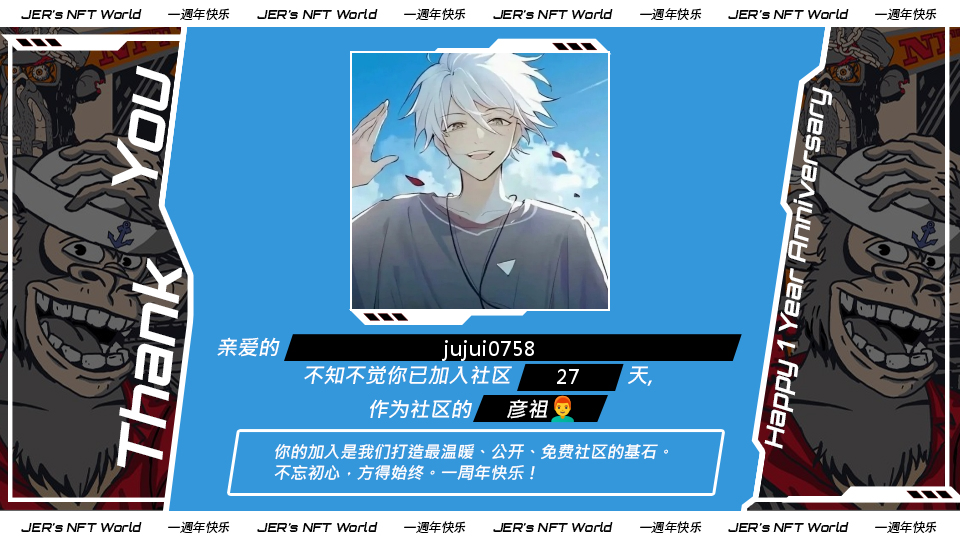 JER's NFT World 一週年快乐 JER's NFT World 一週年快乐 JER's NFT World 一週年快乐 JER's NFT World 一週年快乐
Thank You
亲爱的 jujui0758
不知不觉你已加入社区 27 天,
作为社区的 彦祖👨‍🦰
你的加入是我们打造最温暖、公开、免费社区的基石。
不忘初心，方得始终。一周年快乐！
Happy 1 Year Anniversary
JER's NFT World 一週年快乐 JER's NFT World 一週年快乐 JER's NFT World 一週年快乐 JER's NFT World 一週年快乐